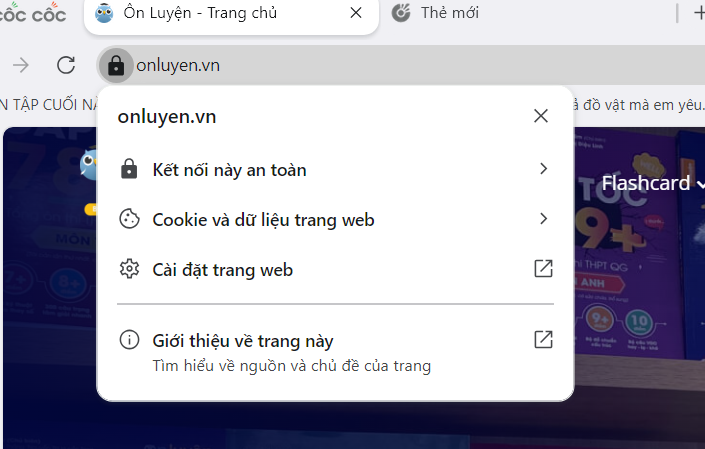 cốc cốc
Ôn Luyện - Trang chủ
Thẻ mới
onluyen.vn
TẬP CUỐI
đồ vật mà em yêu.
onluyen.vn
Kết nối này an toàn
Cookie và dữ liệu trang web
Cài đặt trang web
Giới thiệu về trang này
Tìm hiểu về nguồn và chủ đề của trang
Flashcard
TỐC
9+
THPT QG
ANH
7+
8+
9+
10
MÔN